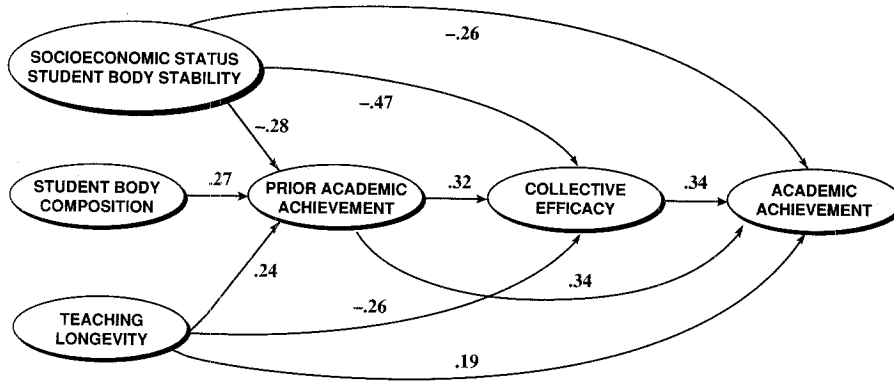 –.26
SOCIOECONOMIC STATUS
STUDENT BODY STABILITY
–.47
–.28
STUDENT BODY
COMPOSITION
.27
PRIOR ACADEMIC
ACHIEVEMENT
.32
COLLECTIVE
EFFICACY
.34
ACADEMIC
ACHIEVEMENT
.24
–.26
.34
TEACHING
LONGEVITY
.19